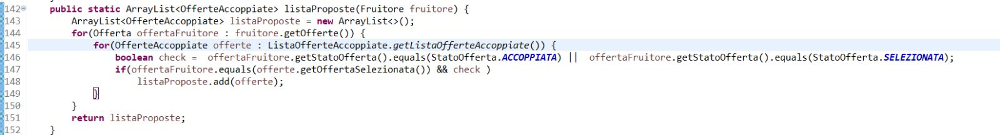 142 public static ArrayList<OfferteAccoppiate> listaProposte(Fruitore fruitore) {
143 ArrayList<OfferteAccoppiate> listaProposte = new ArrayList<>();
144 for(Offerta offertaFruitore : fruitore.getOfferte()) {
145 for(OfferteAccoppiate offerte : ListaOfferteAccoppiate.getListaOfferteAccoppiate()) {
146 boolean check =  offertaFruitore.getStatoOfferta().equals(StatoOfferta.ACCOPPIATA) ||  offertaFruitore.getStatoOfferta().equals(StatoOfferta.SELEZIONATA);
147 if(offertaFruitore.equals(offerte.getOffertaSelezionata()) && check )
148 listaProposte.add(offerte);
149 }
150 }
151 return listaProposte;
152 }